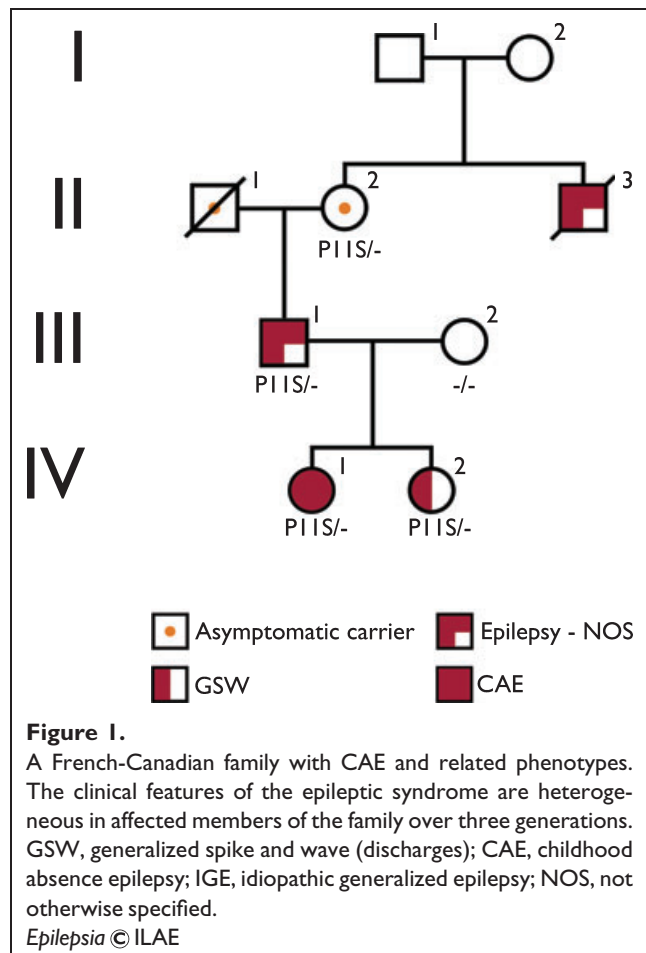 I
1
2
II
1
2
3
P11S/-
III
1
2
P11S/-
-/-
IV
1
2
P11S/-
P11S/-
Asymptomatic carrier
Epilepsy - NOS
GSW
CAE
Figure 1.
A French-Canadian family with CAE and related phenotypes.
The clinical features of the epileptic syndrome are heteroge-
neous in affected members of the family over three generations.
GSW, generalized spike and wave (discharges); CAE, childhood
absence epilepsy; IGE, idiopathic generalized epilepsy; NOS, not
otherwise specified.
Epilepsia © ILAE